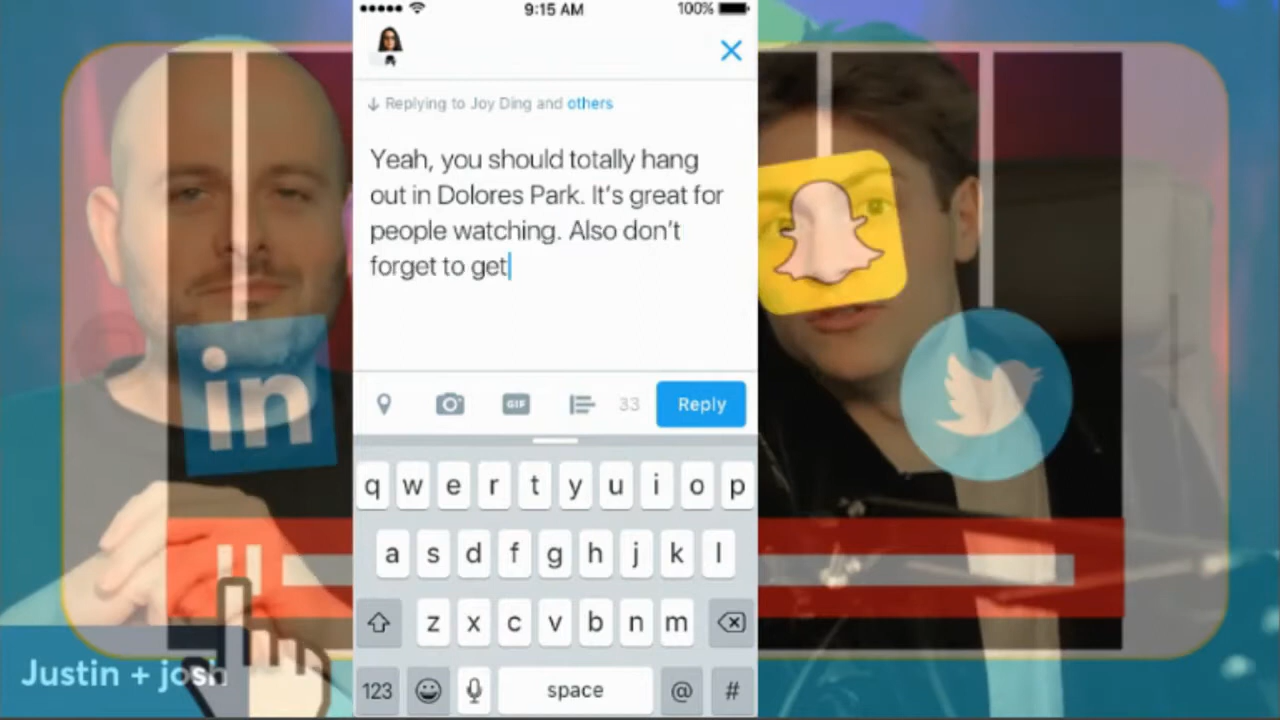 9:15 AM
100%
Replying to Joy Ding and others
Yeah, you should totally hang
out in Dolores Park. It's great for
people watching. Also don't
forget to get
GIF
33
Reply
in
q w e r t y u i o p
a s d f g h j k l
z x c v b n m
123
space
@
#
Justin + josh